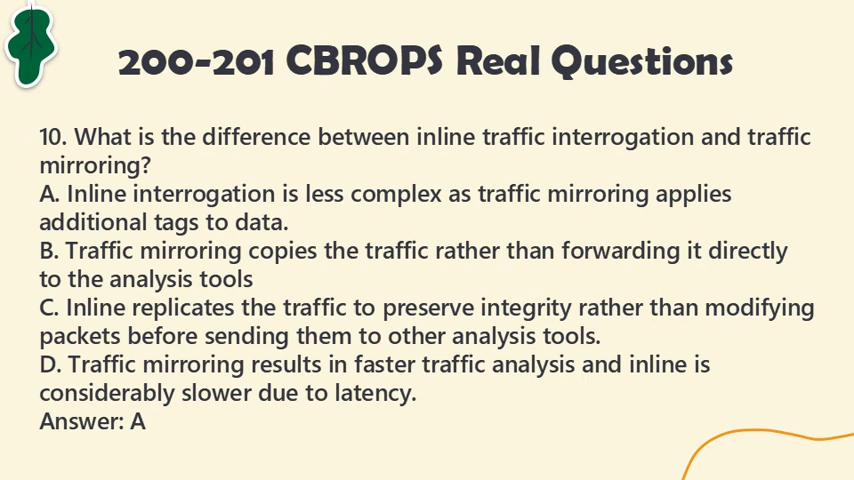 200-201 CBROPS Real Questions
10. What is the difference between inline traffic interrogation and traffic
mirroring?
A. Inline interrogation is less complex as traffic mirroring applies
additional tags to data.
B. Traffic mirroring copies the traffic rather than forwarding it directly
to the analysis tools
C. Inline replicates the traffic to preserve integrity rather than modifying
packets before sending them to other analysis tools.
D. Traffic mirroring results in faster traffic analysis and inline is
considerably slower due to latency.
Answer: A